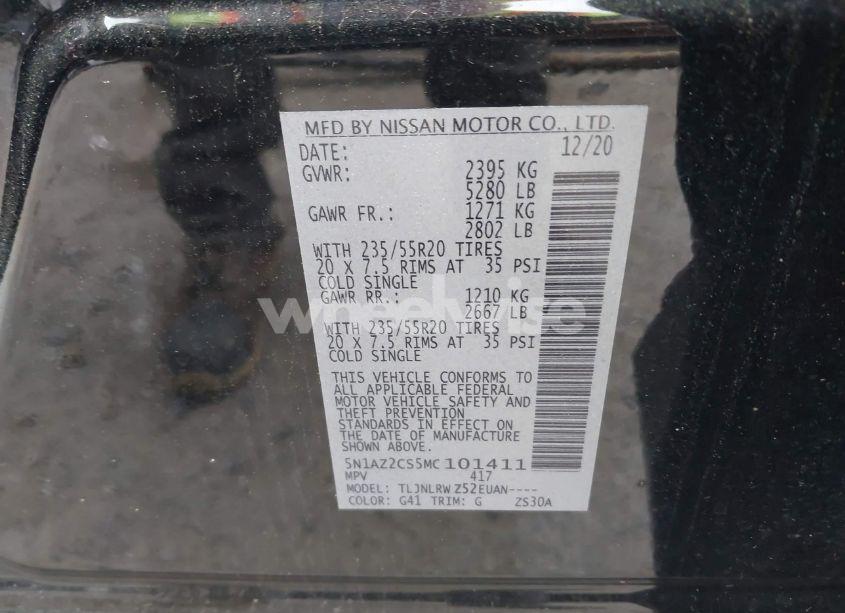 MFD BY NISSAN MOTOR CO., LTD.
DATE: 12/20
GVWR: 2395 KG
5280 LB
GAWR FR.: 1271 KG
2802 LB
WITH 235/55R20 TIRES
20 X 7.5 RIMS AT 35 PSI
COLD SINGLE
GAWR RR.: 1210 KG
2667 LB
WITH 235/55R20 TIRES
20 X 7.5 RIMS AT 35 PSI
COLD SINGLE
THIS VEHICLE CONFORMS TO
ALL APPLICABLE FEDERAL
MOTOR VEHICLE SAFETY AND
THEFT PREVENTION
STANDARDS IN EFFECT ON
THE DATE OF MANUFACTURE
SHOWN ABOVE.
5N1AZ2CS5MC101411
MPV 417
MODEL: TLJNLRW Z52EUAN----
COLOR: G41 TRIM: G ZS30A
wheelwise